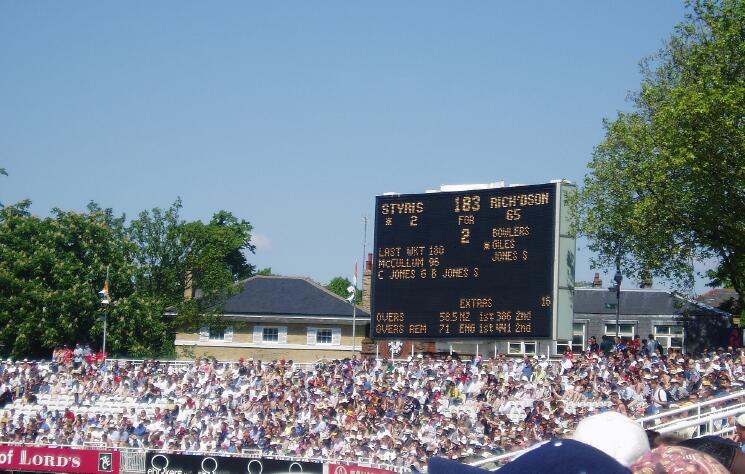 STYRIS 183 RICH'DSON
* 2 FOR 65
2 BOWLERS
* GILES
LAST WKT 180 JONES S
MCCULLUM 96
C JONES G B JONES S
EXTRAS 16
OVERS 58.5 NZ 1st 386 2nd
OVERS REM 71 ENG 1st 441 2nd
of LORD'S